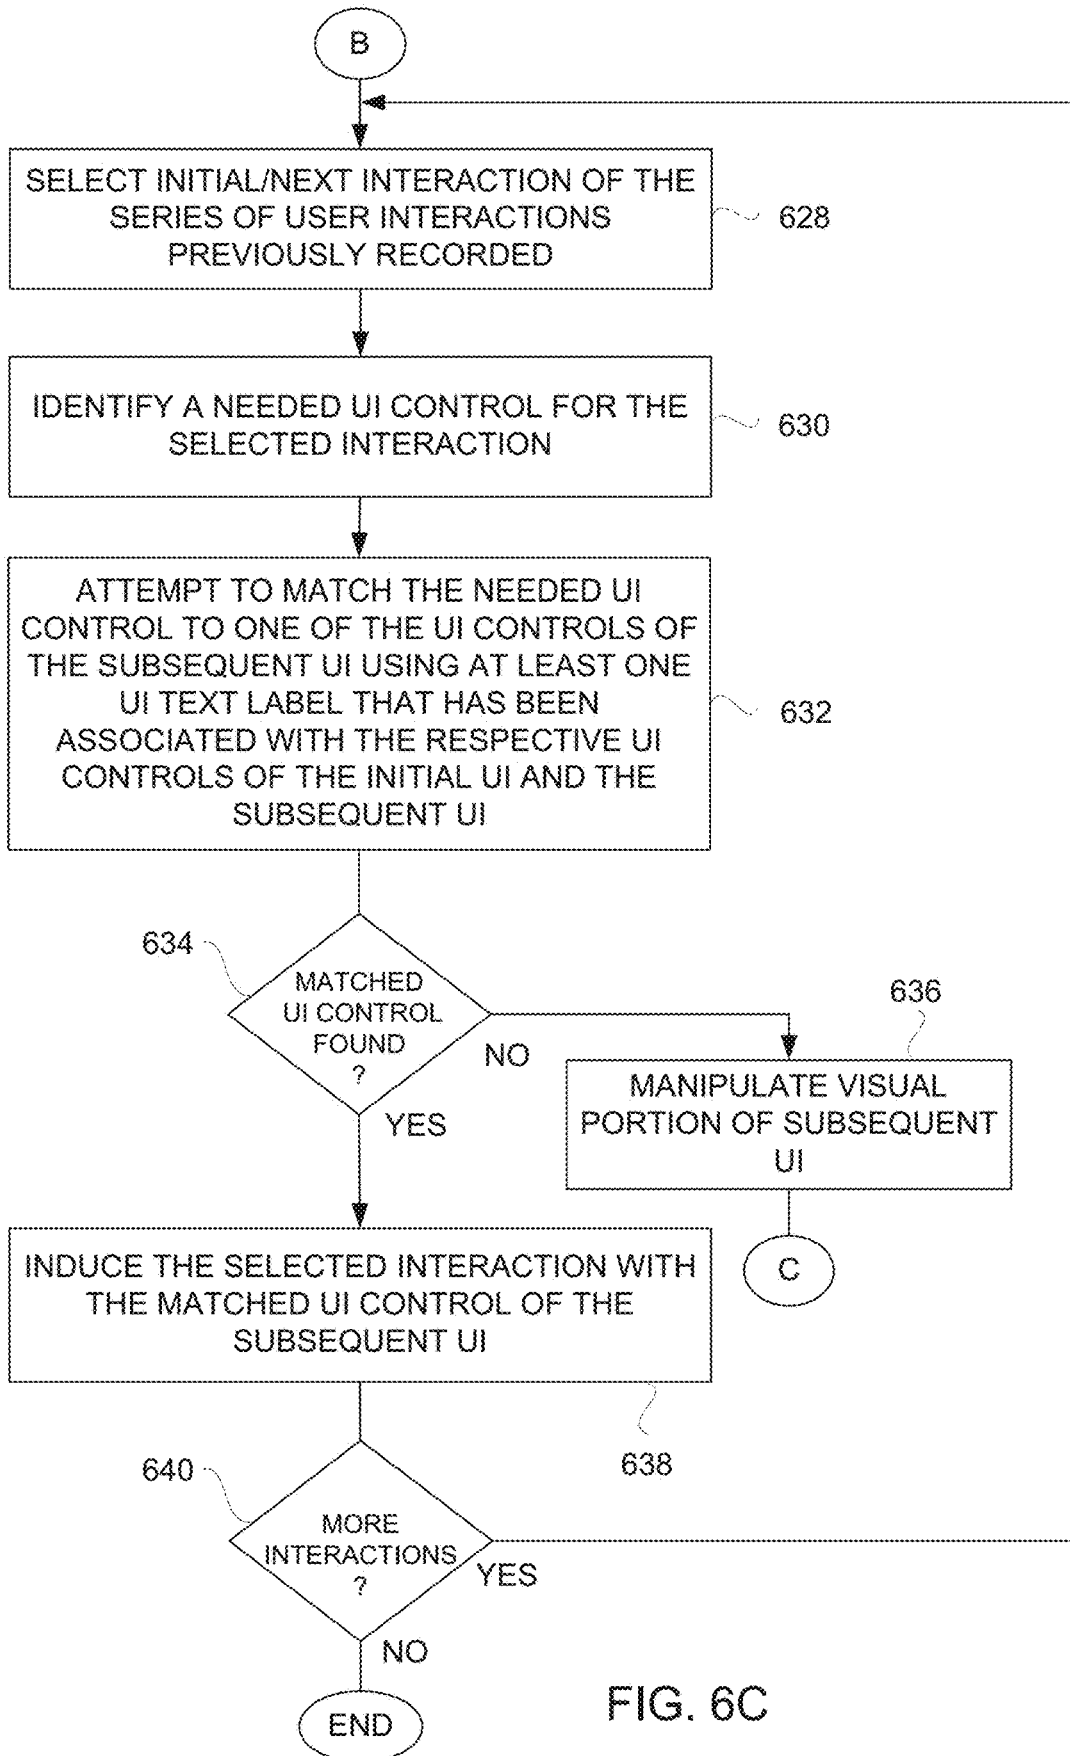 B
SELECT INITIAL/NEXT INTERACTION OF THE
SERIES OF USER INTERACTIONS
PREVIOUSLY RECORDED
628
IDENTIFY A NEEDED UI CONTROL FOR THE
SELECTED INTERACTION
630
ATTEMPT TO MATCH THE NEEDED UI
CONTROL TO ONE OF THE UI CONTROLS OF
THE SUBSEQUENT UI USING AT LEAST ONE
UI TEXT LABEL THAT HAS BEEN
ASSOCIATED WITH THE RESPECTIVE UI
CONTROLS OF THE INITIAL UI AND THE
SUBSEQUENT UI
632
634
MATCHED
UI CONTROL
FOUND
?
NO
YES
636
MANIPULATE VISUAL
PORTION OF SUBSEQUENT
UI
C
INDUCE THE SELECTED INTERACTION WITH
THE MATCHED UI CONTROL OF THE
SUBSEQUENT UI
638
640
MORE
INTERACTIONS
?
YES
NO
END
FIG. 6C